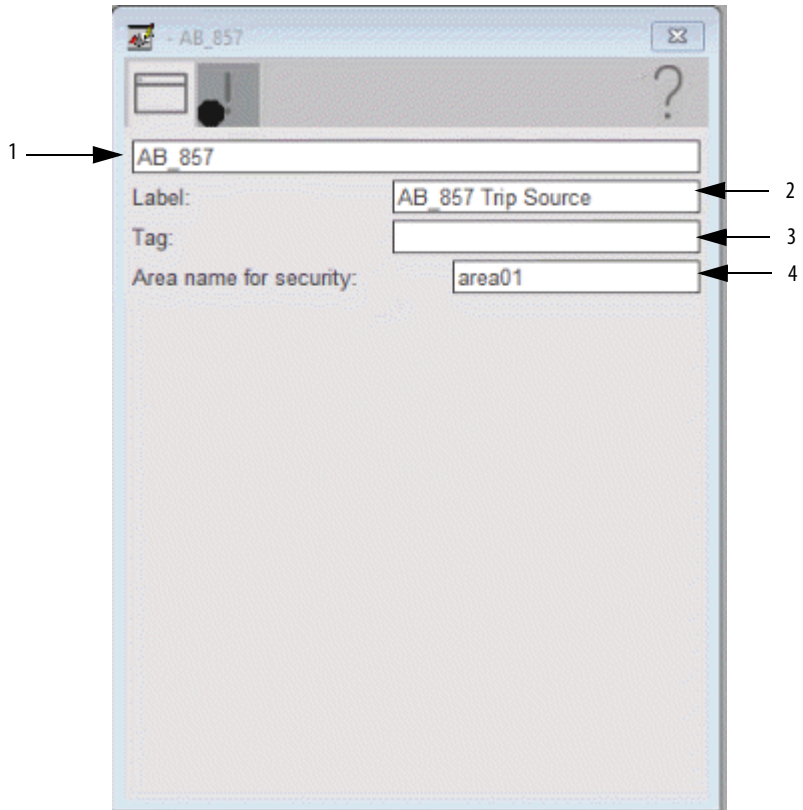 - AB_857
?
1
AB_857
Label: AB_857 Trip Source 2
Tag: 3
Area name for security: area01 4